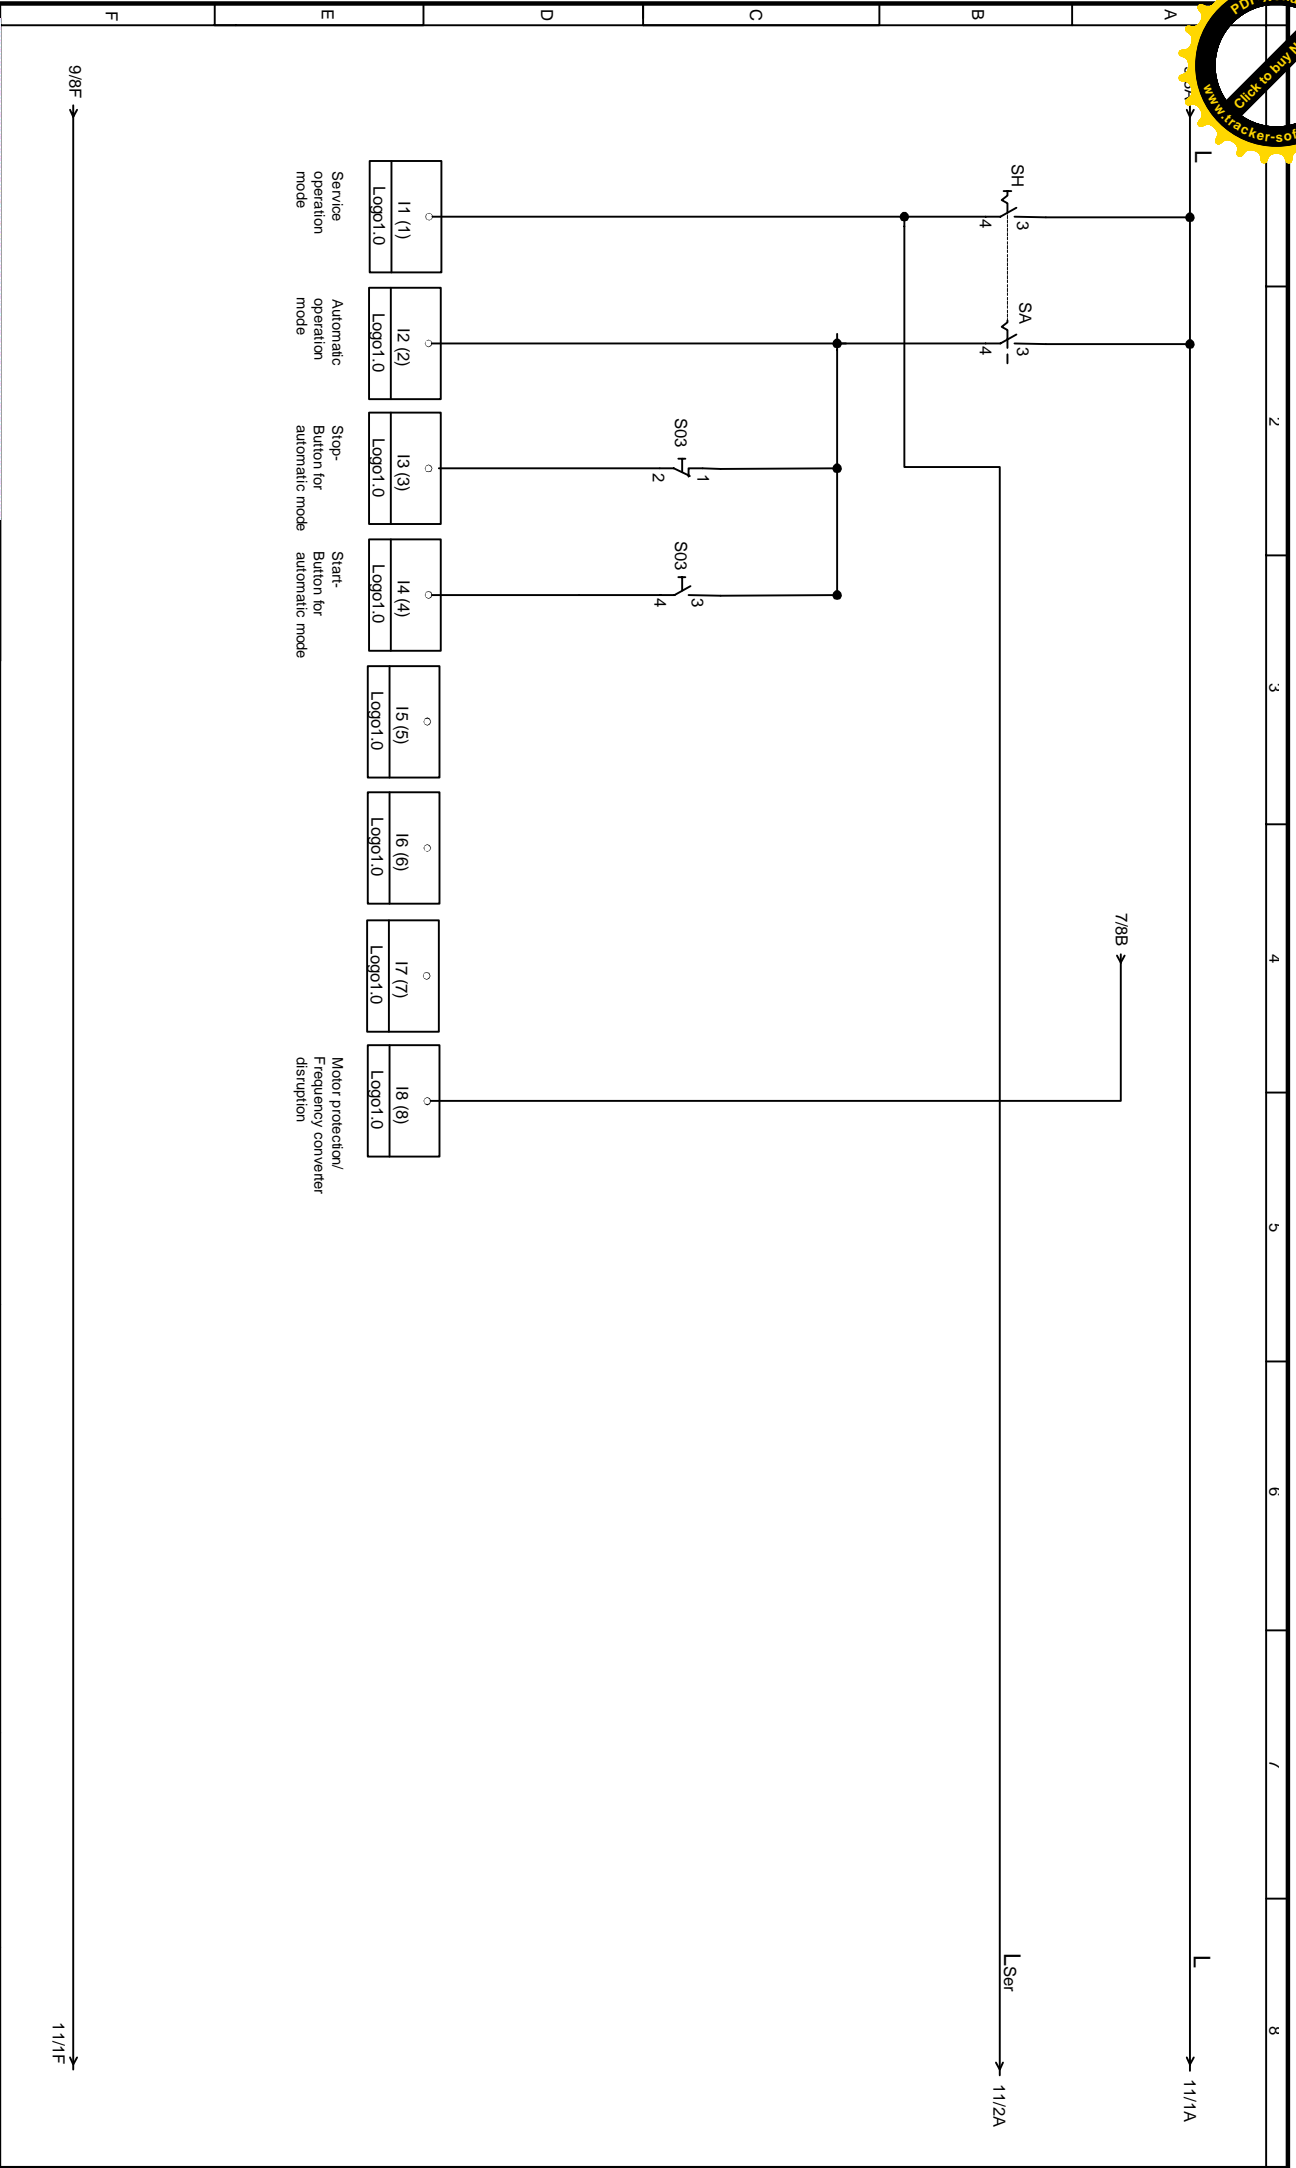 A
B
C
D
E
F
2
3
4
5
6
7
8
L
L
11/1A
7/8B
SH
3
4
SA
3
4
LSer
11/2A
S03
1
2
S03
3
4
I1 (1)
Logo1.0
Service
operation
mode
I2 (2)
Logo1.0
Automatic
operation
mode
I3 (3)
Logo1.0
Stop-
Button for
automatic mode
I4 (4)
Logo1.0
Start-
Button for
automatic mode
I5 (5)
Logo1.0
I6 (6)
Logo1.0
I7 (7)
Logo1.0
I8 (8)
Logo1.0
Motor protection/
Frequency converter
disruption
9/8F
11/1F
Click to buy